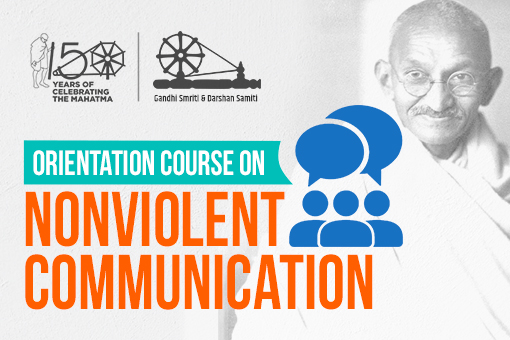 150
YEARS OF
CELEBRATING
THE MAHATMA
Gandhi Smriti & Darshan Samiti
ORIENTATION COURSE ON
NONVIOLENT
COMMUNICATION